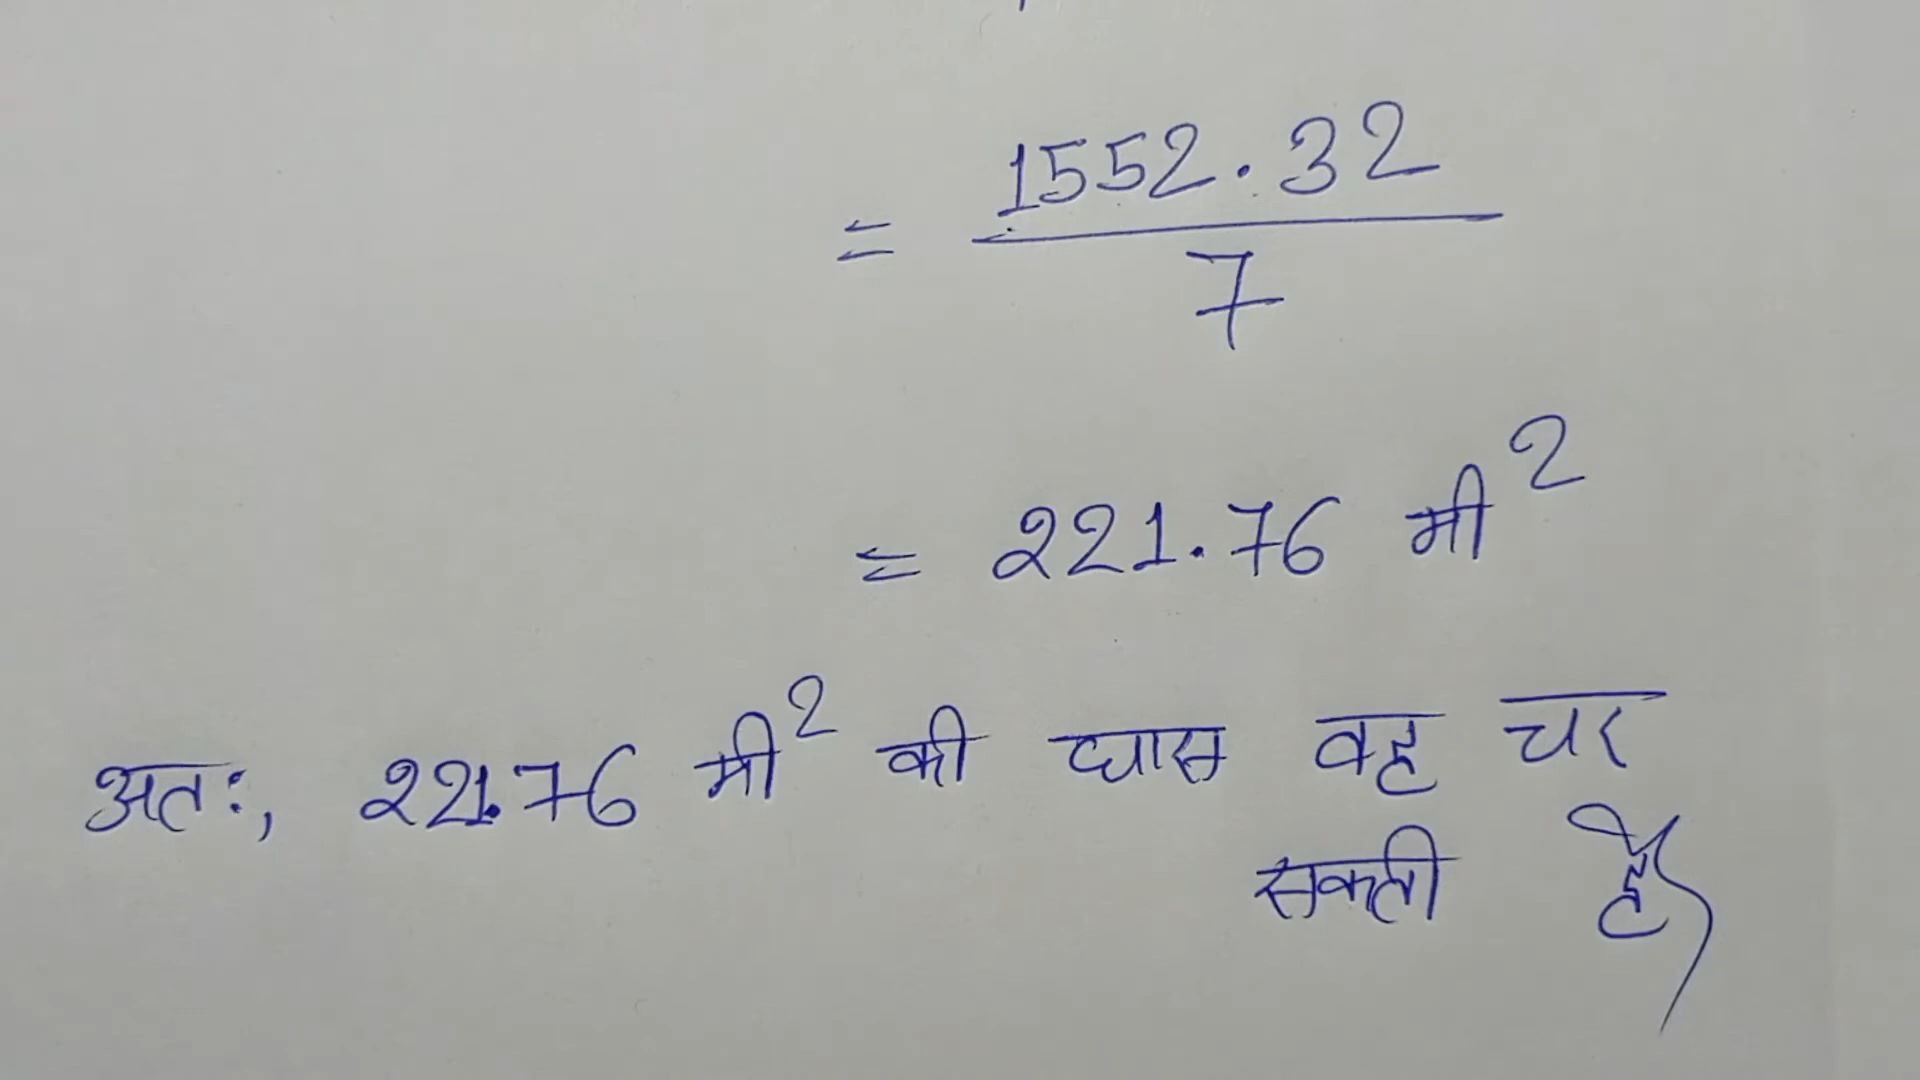 = 1552.32
7
= 221.76 मी²
अतः, 221.76 मी² की घास वह चर
सकती है